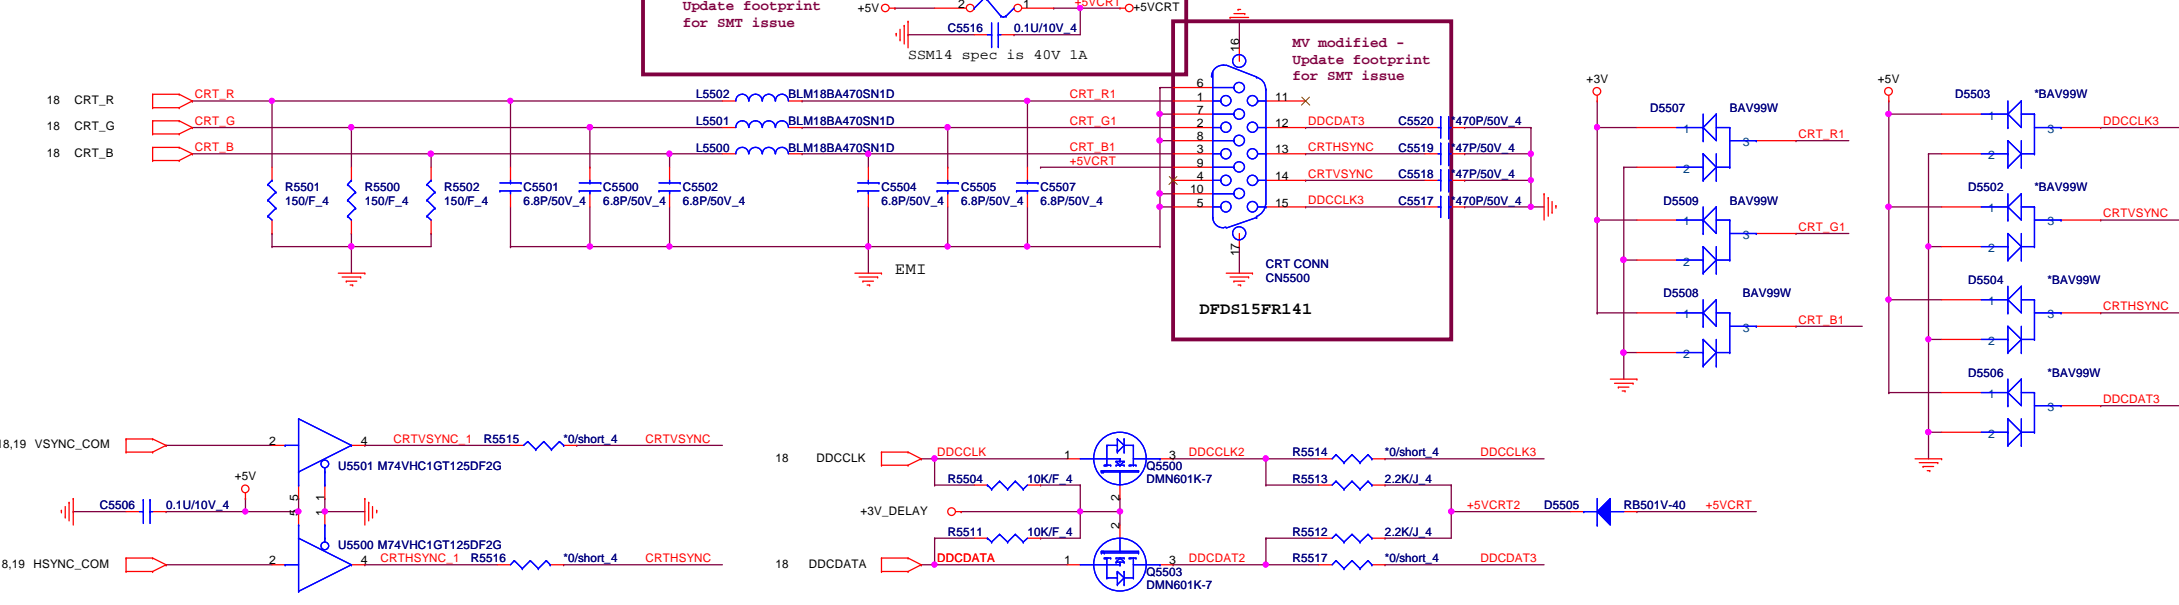 Update footprint
for SMT issue
+5V
2
1
+5VCRT
+5VCRT
C5516
0.1U/10V_4
SSM14 spec is 40V 1A
MV modified -
Update footprint
for SMT issue
16
18 CRT_R
CRT_R
L5502
BLM18BA470SN1D
CRT_R1
18 CRT_G
CRT_G
L5501
BLM18BA470SN1D
CRT_G1
18 CRT_B
CRT_B
L5500
BLM18BA470SN1D
CRT_B1
+5VCRT
6
1
7
2
8
3
9
4
10
5
11
12
13
14
15
DDCDAT3
C5520
*470P/50V_4
CRTHSYNC
C5519
*47P/50V_4
CRTVSYNC
C5518
*47P/50V_4
DDCCLK3
C5517
*470P/50V_4
R5501
150/F_4
R5500
150/F_4
R5502
150/F_4
C5501
6.8P/50V_4
C5500
6.8P/50V_4
C5502
6.8P/50V_4
C5504
6.8P/50V_4
C5505
6.8P/50V_4
C5507
6.8P/50V_4
EMI
17
CRT CONN
CN5500
DFDS15FR141
+3V
D5507
BAV99W
1
2
3
CRT_R1
D5509
BAV99W
1
2
3
CRT_G1
D5508
BAV99W
1
2
3
CRT_B1
+5V
D5503
*BAV99W
1
2
3
DDCCLK3
D5502
*BAV99W
1
2
3
CRTVSYNC
D5504
*BAV99W
1
2
3
CRTHSYNC
D5506
*BAV99W
1
2
3
DDCDAT3
18,19 VSYNC_COM
2
4
CRTVSYNC_1
R5515
*0/short_4
CRTVSYNC
U5501 M74VHC1GT125DF2G
+5V
C5506
0.1U/10V_4
5
1
5
1
U5500 M74VHC1GT125DF2G
8,19 HSYNC_COM
2
4
CRTHSYNC_1
R5516
*0/short_4
CRTHSYNC
18 DDCCLK
DDCCLK
1
3
DDCCLK2
R5514
*0/short_4
DDCCLK3
Q5500
DMN601K-7
R5504
10K/F_4
2
R5513
2.2K/J_4
+3V_DELAY
+5VCRT2
D5505
RB501V-40
+5VCRT
2
R5511
10K/F_4
R5512
2.2K/J_4
18 DDCDATA
DDCDATA
1
3
DDCDAT2
R5517
*0/short_4
DDCDAT3
Q5503
DMN601K-7